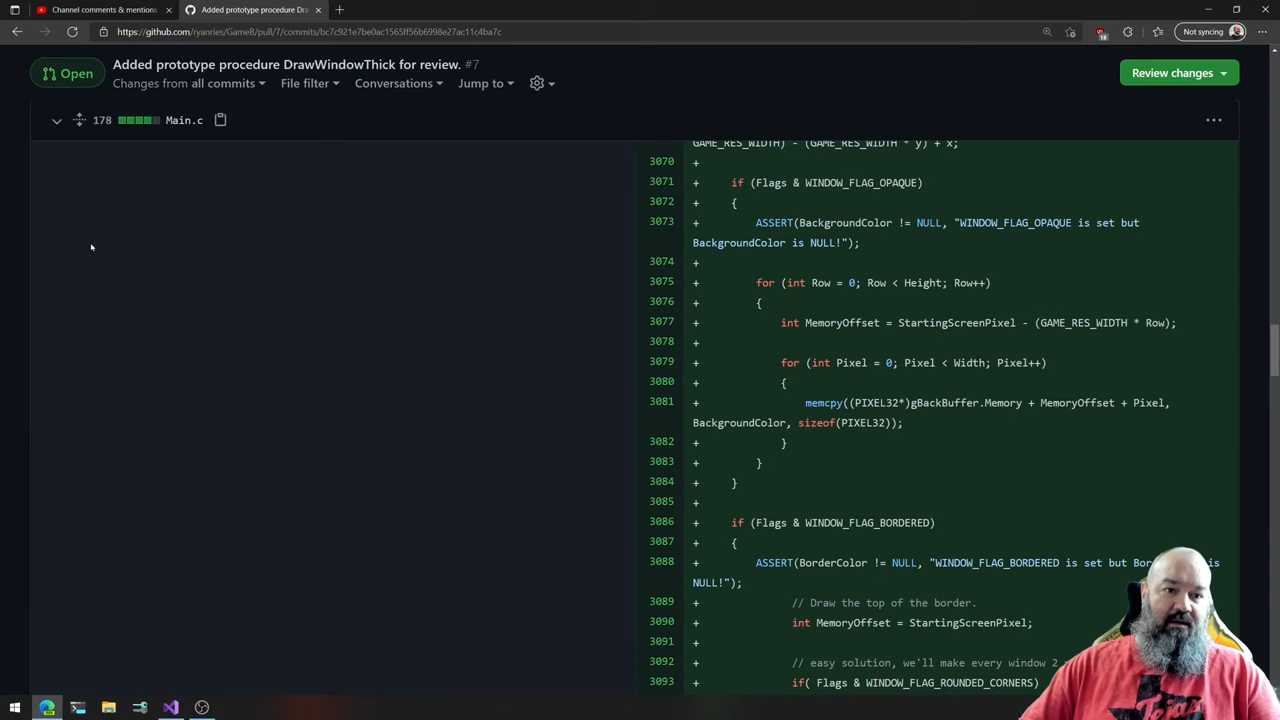 Channel comments & mentions
Added prototype procedure Dra
https://github.com/ryanries/GameB/pull/7/commits/bc7c921e7be0ac1565ff56b6998e27ac11c4ba7c
Not syncing
18
Open
Added prototype procedure DrawWindowThick for review. #7
Changes from all commits
File filter
Conversations
Jump to
Review changes
178
Main.c
GAME_RES_WIDTH) - (GAME_RES_WIDTH * y) + x;
3070 +
3071 + if (Flags & WINDOW_FLAG_OPAQUE)
3072 + {
3073 + ASSERT(BackgroundColor != NULL, "WINDOW_FLAG_OPAQUE is set but
BackgroundColor is NULL!");
3074 +
3075 + for (int Row = 0; Row < Height; Row++)
3076 + {
3077 + int MemoryOffset = StartingScreenPixel - (GAME_RES_WIDTH * Row);
3078 +
3079 + for (int Pixel = 0; Pixel < Width; Pixel++)
3080 + {
3081 + memcpy((PIXEL32*)gBackBuffer.Memory + MemoryOffset + Pixel,
BackgroundColor, sizeof(PIXEL32));
3082 + }
3083 + }
3084 + }
3085 +
3086 + if (Flags & WINDOW_FLAG_BORDERED)
3087 + {
3088 + ASSERT(BorderColor != NULL, "WINDOW_FLAG_BORDERED is set but Bor s
NULL!");
3089 + // Draw the top of the border.
3090 + int MemoryOffset = StartingScreenPixel;
3091 +
3092 + // easy solution, we'll make every window 2
3093 + if( Flags & WINDOW_FLAG_ROUNDED_CORNERS)